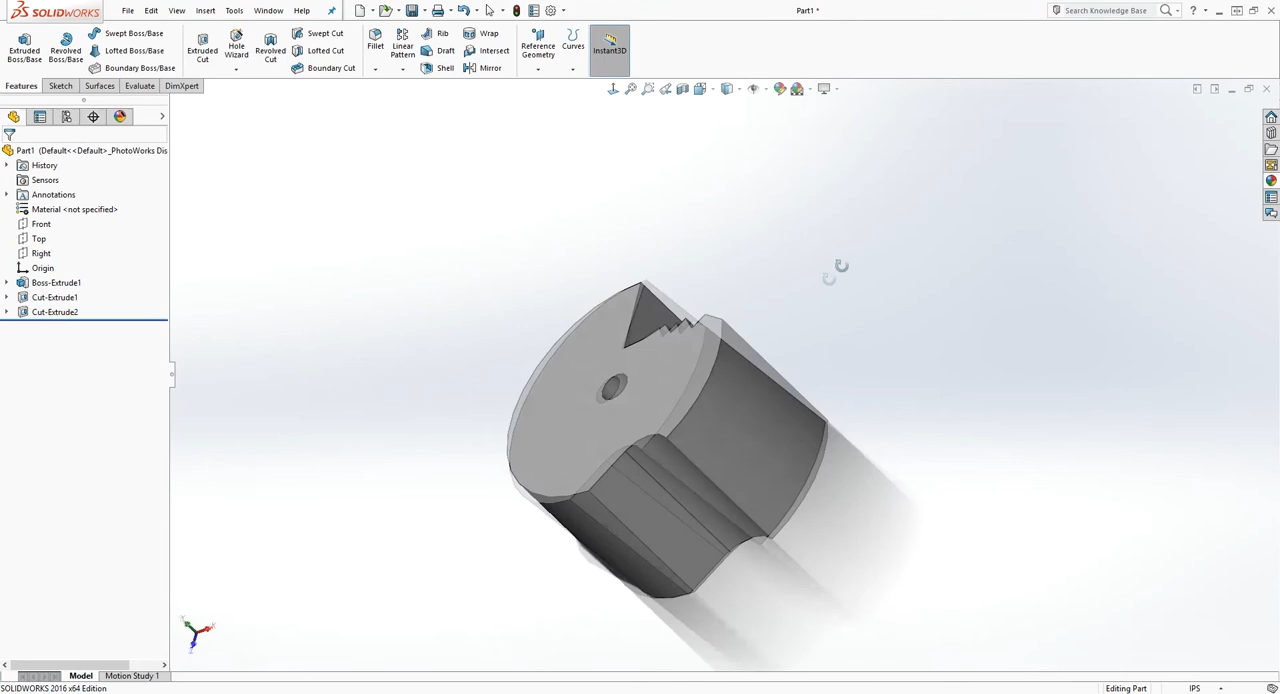 SOLIDWORKS File Edit View Insert Tools Window Help Part1 * Search Knowledge Base
Extruded Boss/Base
Revolved Boss/Base
Swept Boss/Base
Lofted Boss/Base
Boundary Boss/Base
Extruded Cut
Hole Wizard
Revolved Cut
Swept Cut
Lofted Cut
Boundary Cut
Fillet
Linear Pattern
Rib
Draft
Shell
Wrap
Intersect
Mirror
Reference Geometry
Curves
Instant3D
Features Sketch Surfaces Evaluate DimXpert
Part1 (Default<<Default>_PhotoWorks Dis
History
Sensors
Annotations
Material <not specified>
Front
Top
Right
Origin
Boss-Extrude1
Cut-Extrude1
Cut-Extrude2
Model Motion Study 1
SOLIDWORKS 2016 x64 Edition Editing Part IPS